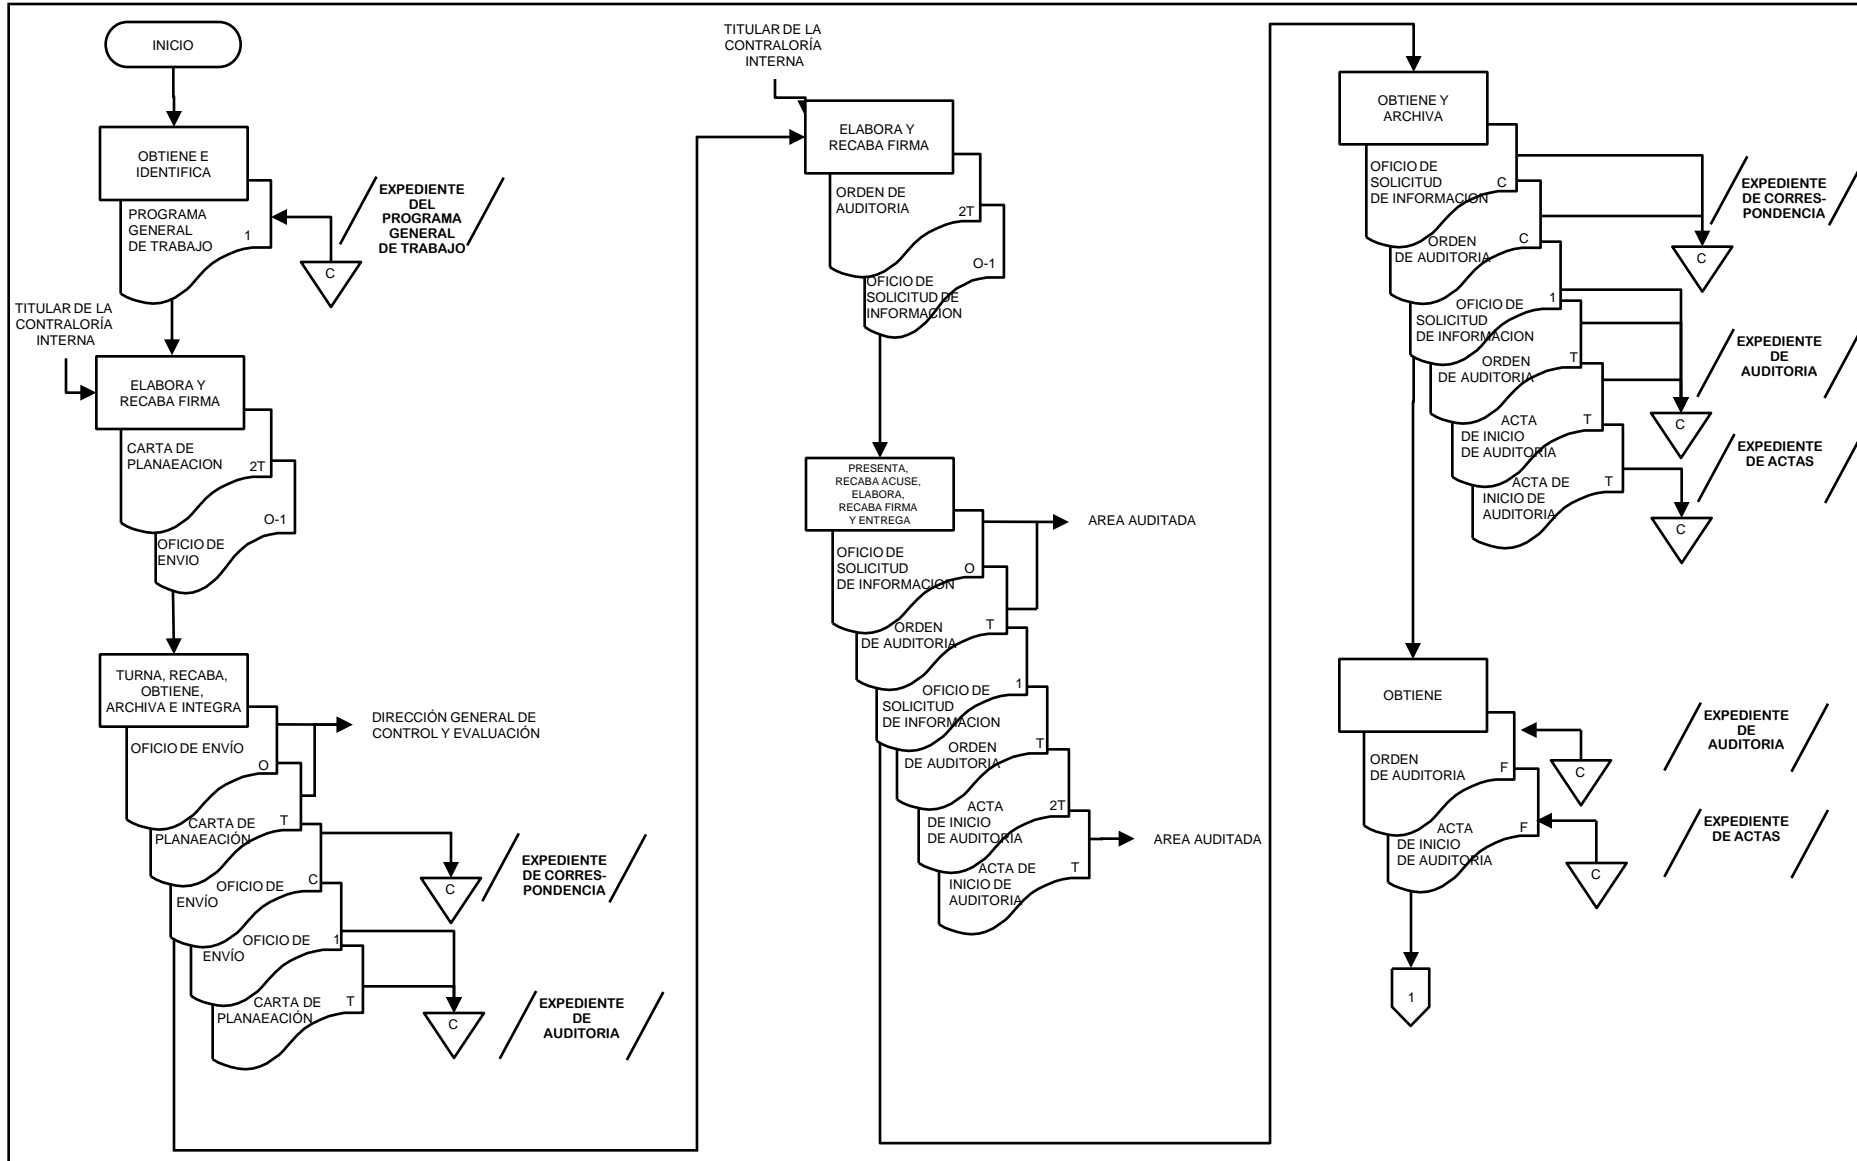 INICIO
OBTIENE E
IDENTIFICA
PROGRAMA
GENERAL
DE TRABAJO
1
EXPEDIENTE
DEL
PROGRAMA
GENERAL
DE TRABAJO
C
TITULAR DE LA
CONTRALORÍA
INTERNA
ELABORA Y
RECABA FIRMA
CARTA DE
PLANAEACION
2T
O-1
OFICIO DE
ENVIO
TURNA, RECABA,
OBTIENE,
ARCHIVA E INTEGRA
OFICIO DE ENVÍO
O
DIRECCIÓN GENERAL DE
CONTROL Y EVALUACIÓN
CARTA DE
PLANAEACIÓN
T
OFICIO DE
ENVÍO
C
C
EXPEDIENTE
DE CORRES-
PONDENCIA
OFICIO DE
ENVÍO
1
CARTA DE
PLANAEACIÓN
T
C
EXPEDIENTE
DE
AUDITORIA
TITULAR DE LA
CONTRALORÍA
INTERNA
ELABORA Y
RECABA FIRMA
ORDEN DE
AUDITORIA
2T
O-1
OFICIO DE
SOLICITUD DE
INFORMACION
PRESENTA,
RECABA ACUSE,
ELABORA,
RECABA FIRMA
Y ENTREGA
AREA AUDITADA
OFICIO DE
SOLICITUD
DE INFORMACION
O
ORDEN
DE AUDITORIA
T
OFICIO DE
SOLICITUD
DE INFORMACION
1
ORDEN
DE AUDITORIA
T
ACTA
DE INICIO
DE AUDITORIA
2T
AREA AUDITADA
ACTA DE
INICIO DE
AUDITORIA
T
OBTIENE Y
ARCHIVA
OFICIO DE
SOLICITUD
DE INFORMACION
C
EXPEDIENTE
DE CORRES-
PONDENCIA
C
ORDEN
DE AUDITORIA
C
OFICIO DE
SOLICITUD
DE INFORMACION
1
ORDEN
DE AUDITORIA
T
EXPEDIENTE
DE
AUDITORIA
C
ACTA
DE INICIO
DE AUDITORIA
T
EXPEDIENTE
DE ACTAS
ACTA DE
INICIO DE
AUDITORIA
T
C
OBTIENE
ORDEN
DE AUDITORIA
F
C
EXPEDIENTE
DE
AUDITORIA
ACTA
DE INICIO
DE AUDITORIA
F
C
EXPEDIENTE
DE ACTAS
1